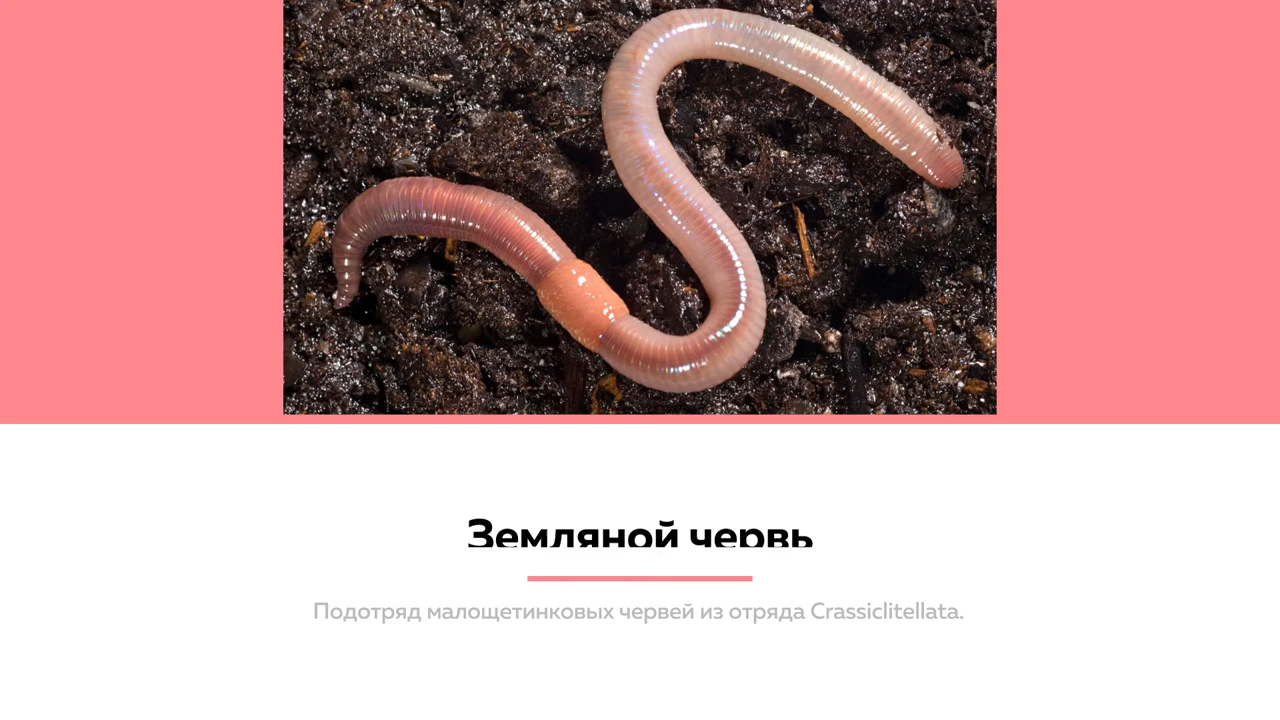 Земляной червь
Подотряд малощетинковых червей из отряда Crassiclitellata.